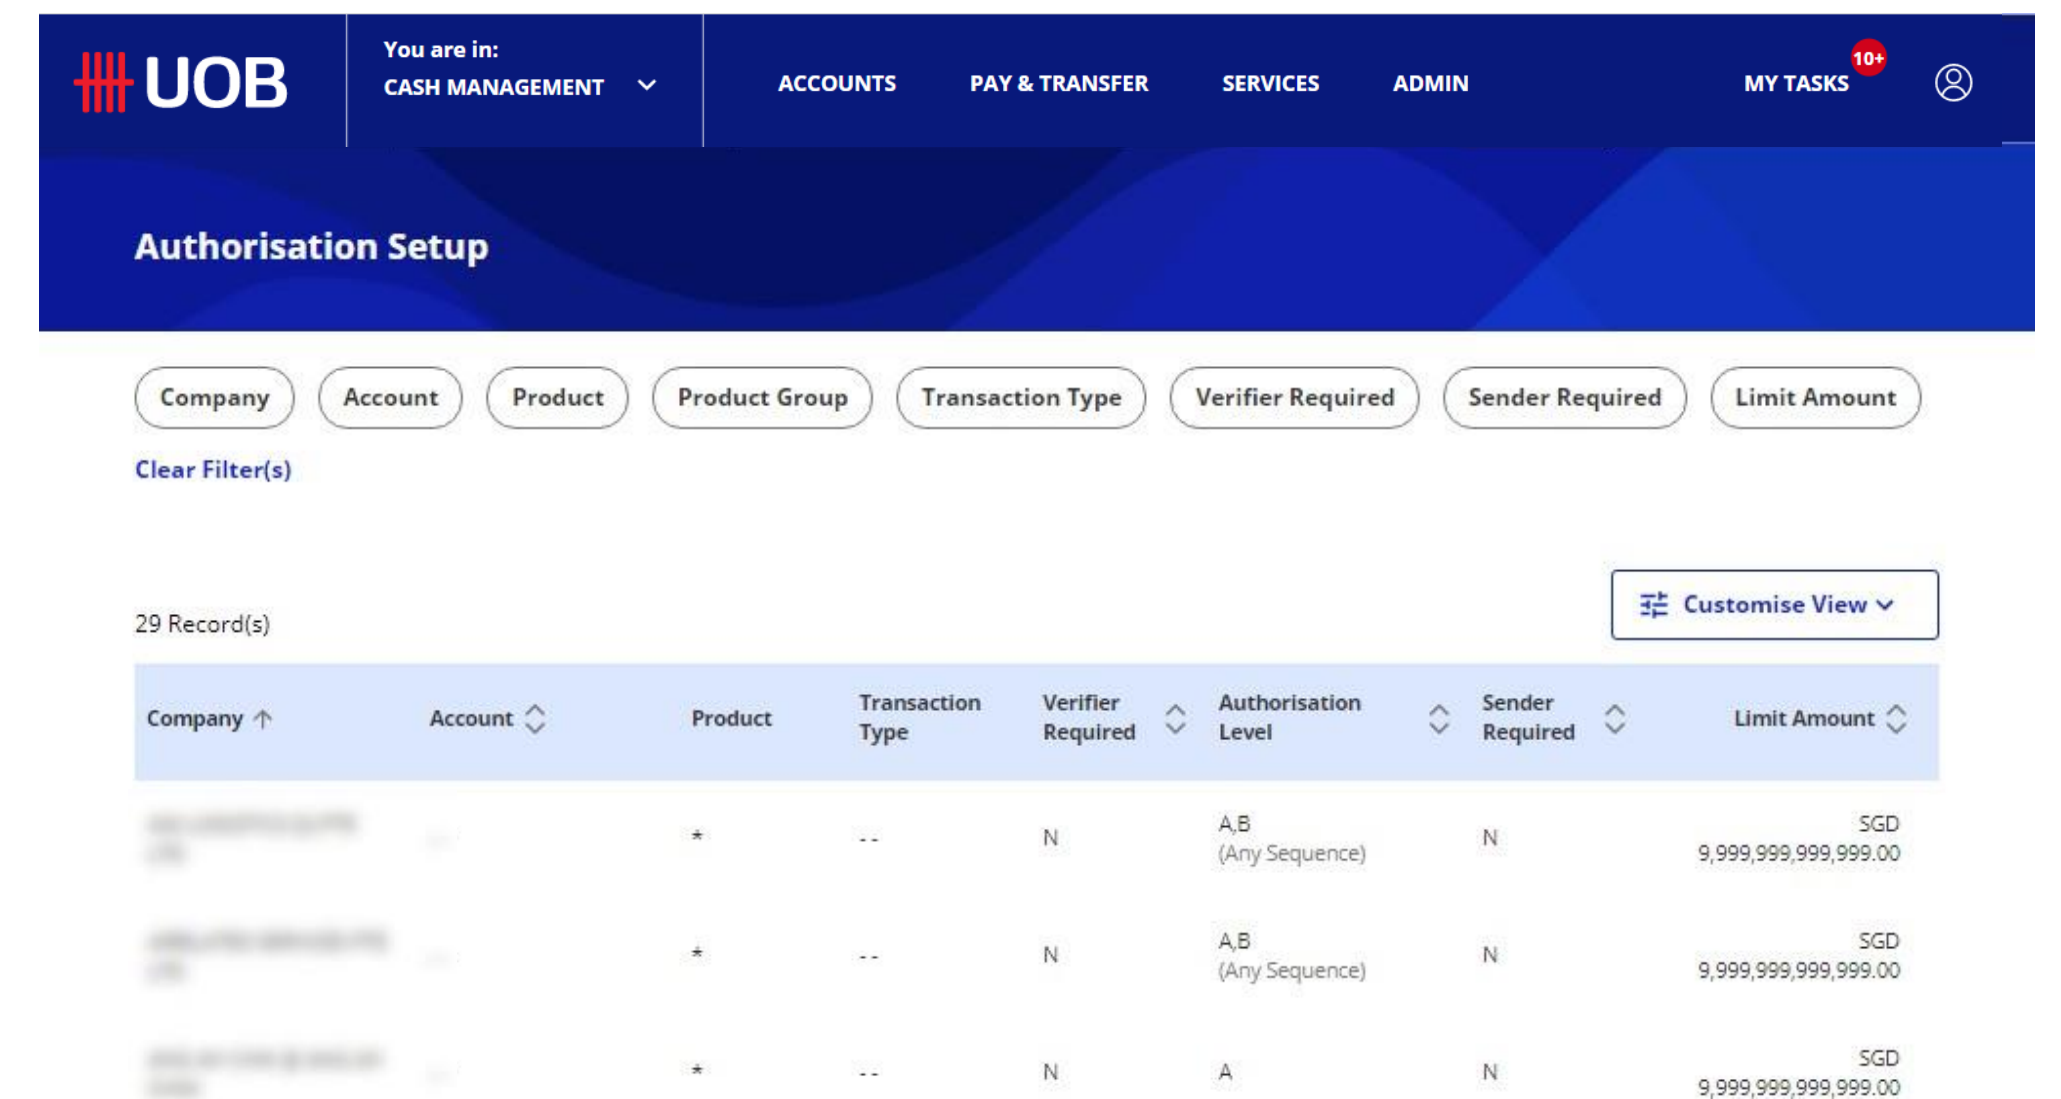 UOB
You are in:
CASH MANAGEMENT
ACCOUNTS
PAY & TRANSFER
SERVICES
ADMIN
MY TASKS
10+
Authorisation Setup
Company
Account
Product
Product Group
Transaction Type
Verifier Required
Sender Required
Limit Amount
Clear Filter(s)
29 Record(s)
Customise View
Company
Account
Product
Transaction
Type
Verifier
Required
Authorisation
Level
Sender
Required
Limit Amount
*
- -
N
A,B
(Any Sequence)
N
SGD
9,999,999,999,999.00
*
- -
N
A,B
(Any Sequence)
N
SGD
9,999,999,999,999.00
*
- -
N
A
N
SGD
9,999,999,999,999.00